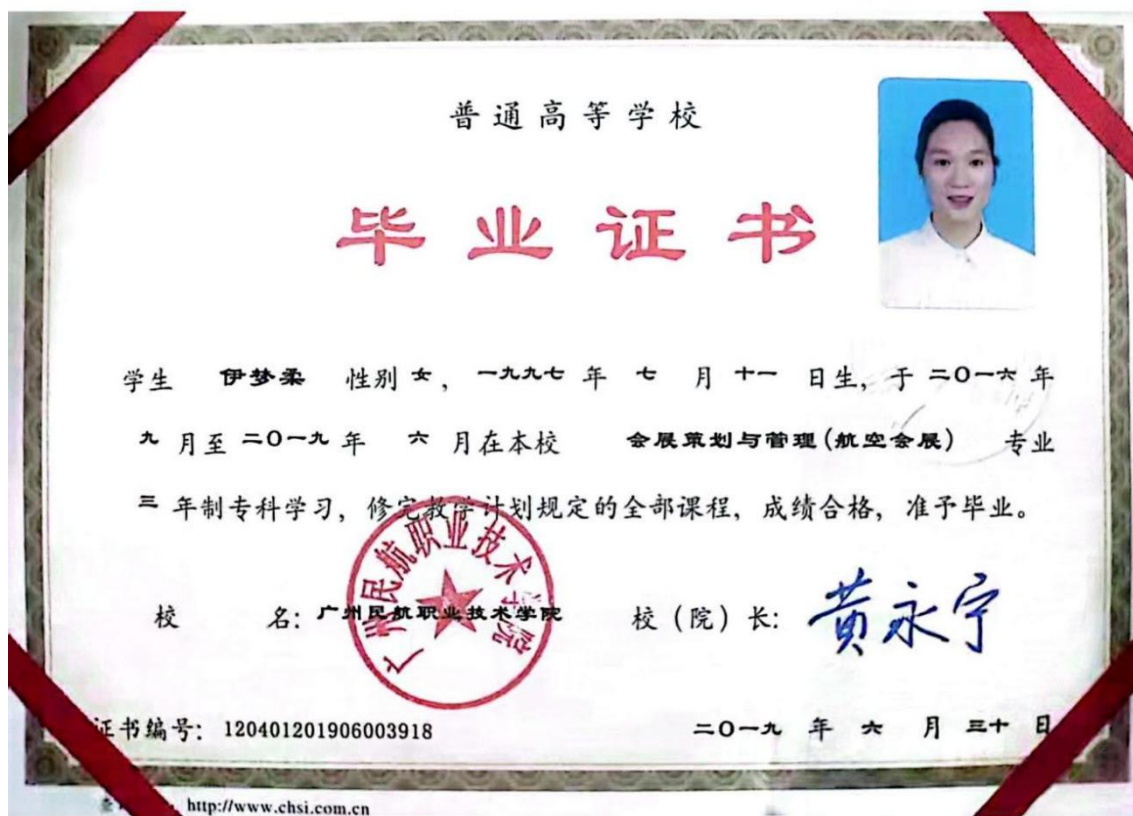 普通高等学校
毕业证书
学生 伊梦柔 性别 女, 一九九七 年 七 月 十一 日生, 于 二〇一六 年
九 月至 二〇一九 年 六 月在本校 会展策划与管理(航空会展) 专业
三 年制专科学习, 修完教学计划规定的全部课程, 成绩合格, 准予毕业。
广州民航职业技术学院
校 名: 广州民航职业技术学院 校(院)长: 黄永宁
证书编号: 120401201906003918 二〇一九 年 六 月 三十 日
http://www.chsi.com.cn